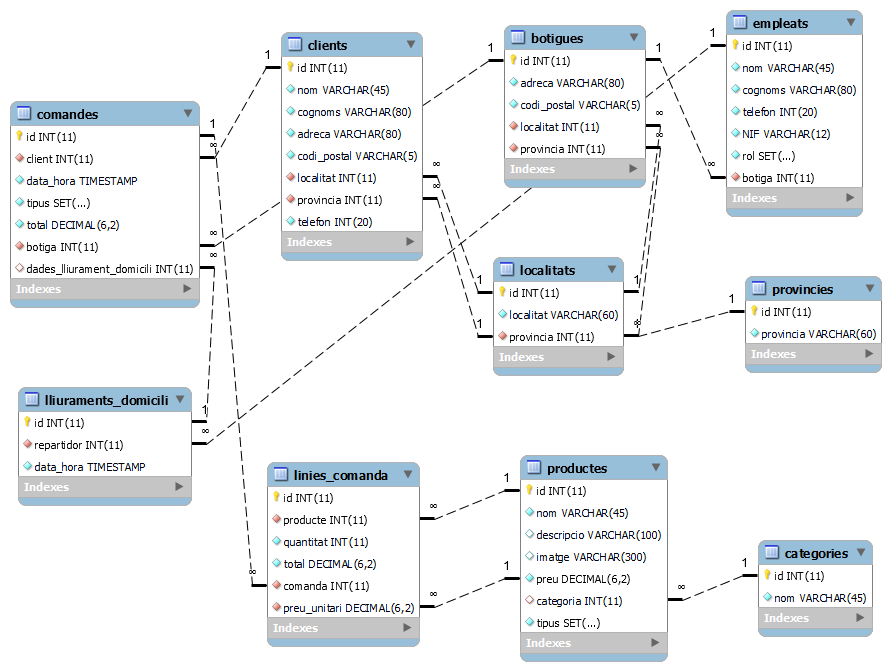 comandes
id INT(11)
client INT(11)
data_hora TIMESTAMP
tipus SET(...)
total DECIMAL(6,2)
botiga INT(11)
dades_lliurament_domicili INT(11)
Indexes
clients
id INT(11)
nom VARCHAR(45)
cognoms VARCHAR(80)
adreca VARCHAR(80)
codi_postal VARCHAR(5)
localitat INT(11)
provincia INT(11)
telefon INT(20)
Indexes
botigues
id INT(11)
adreca VARCHAR(80)
codi_postal VARCHAR(5)
localitat INT(11)
provincia INT(11)
Indexes
empleats
id INT(11)
nom VARCHAR(45)
cognoms VARCHAR(80)
telefon INT(20)
NIF VARCHAR(12)
rol SET(...)
botiga INT(11)
Indexes
localitats
id INT(11)
localitat VARCHAR(60)
provincia INT(11)
Indexes
provincies
id INT(11)
provincia VARCHAR(60)
Indexes
lliuraments_domicili
id INT(11)
repartidor INT(11)
data_hora TIMESTAMP
Indexes
linies_comanda
id INT(11)
producte INT(11)
quantitat INT(11)
total DECIMAL(6,2)
comanda INT(11)
preu_unitari DECIMAL(6,2)
Indexes
productes
id INT(11)
nom VARCHAR(45)
descripcio VARCHAR(100)
imatge VARCHAR(300)
preu DECIMAL(6,2)
categoria INT(11)
tipus SET(...)
Indexes
categories
id INT(11)
nom VARCHAR(45)
Indexes
1
∞
∞
∞
1
∞
∞
1
1
∞
∞
1
∞
1
1
1
∞
1
1
∞
∞
∞
∞
1
1
∞
1